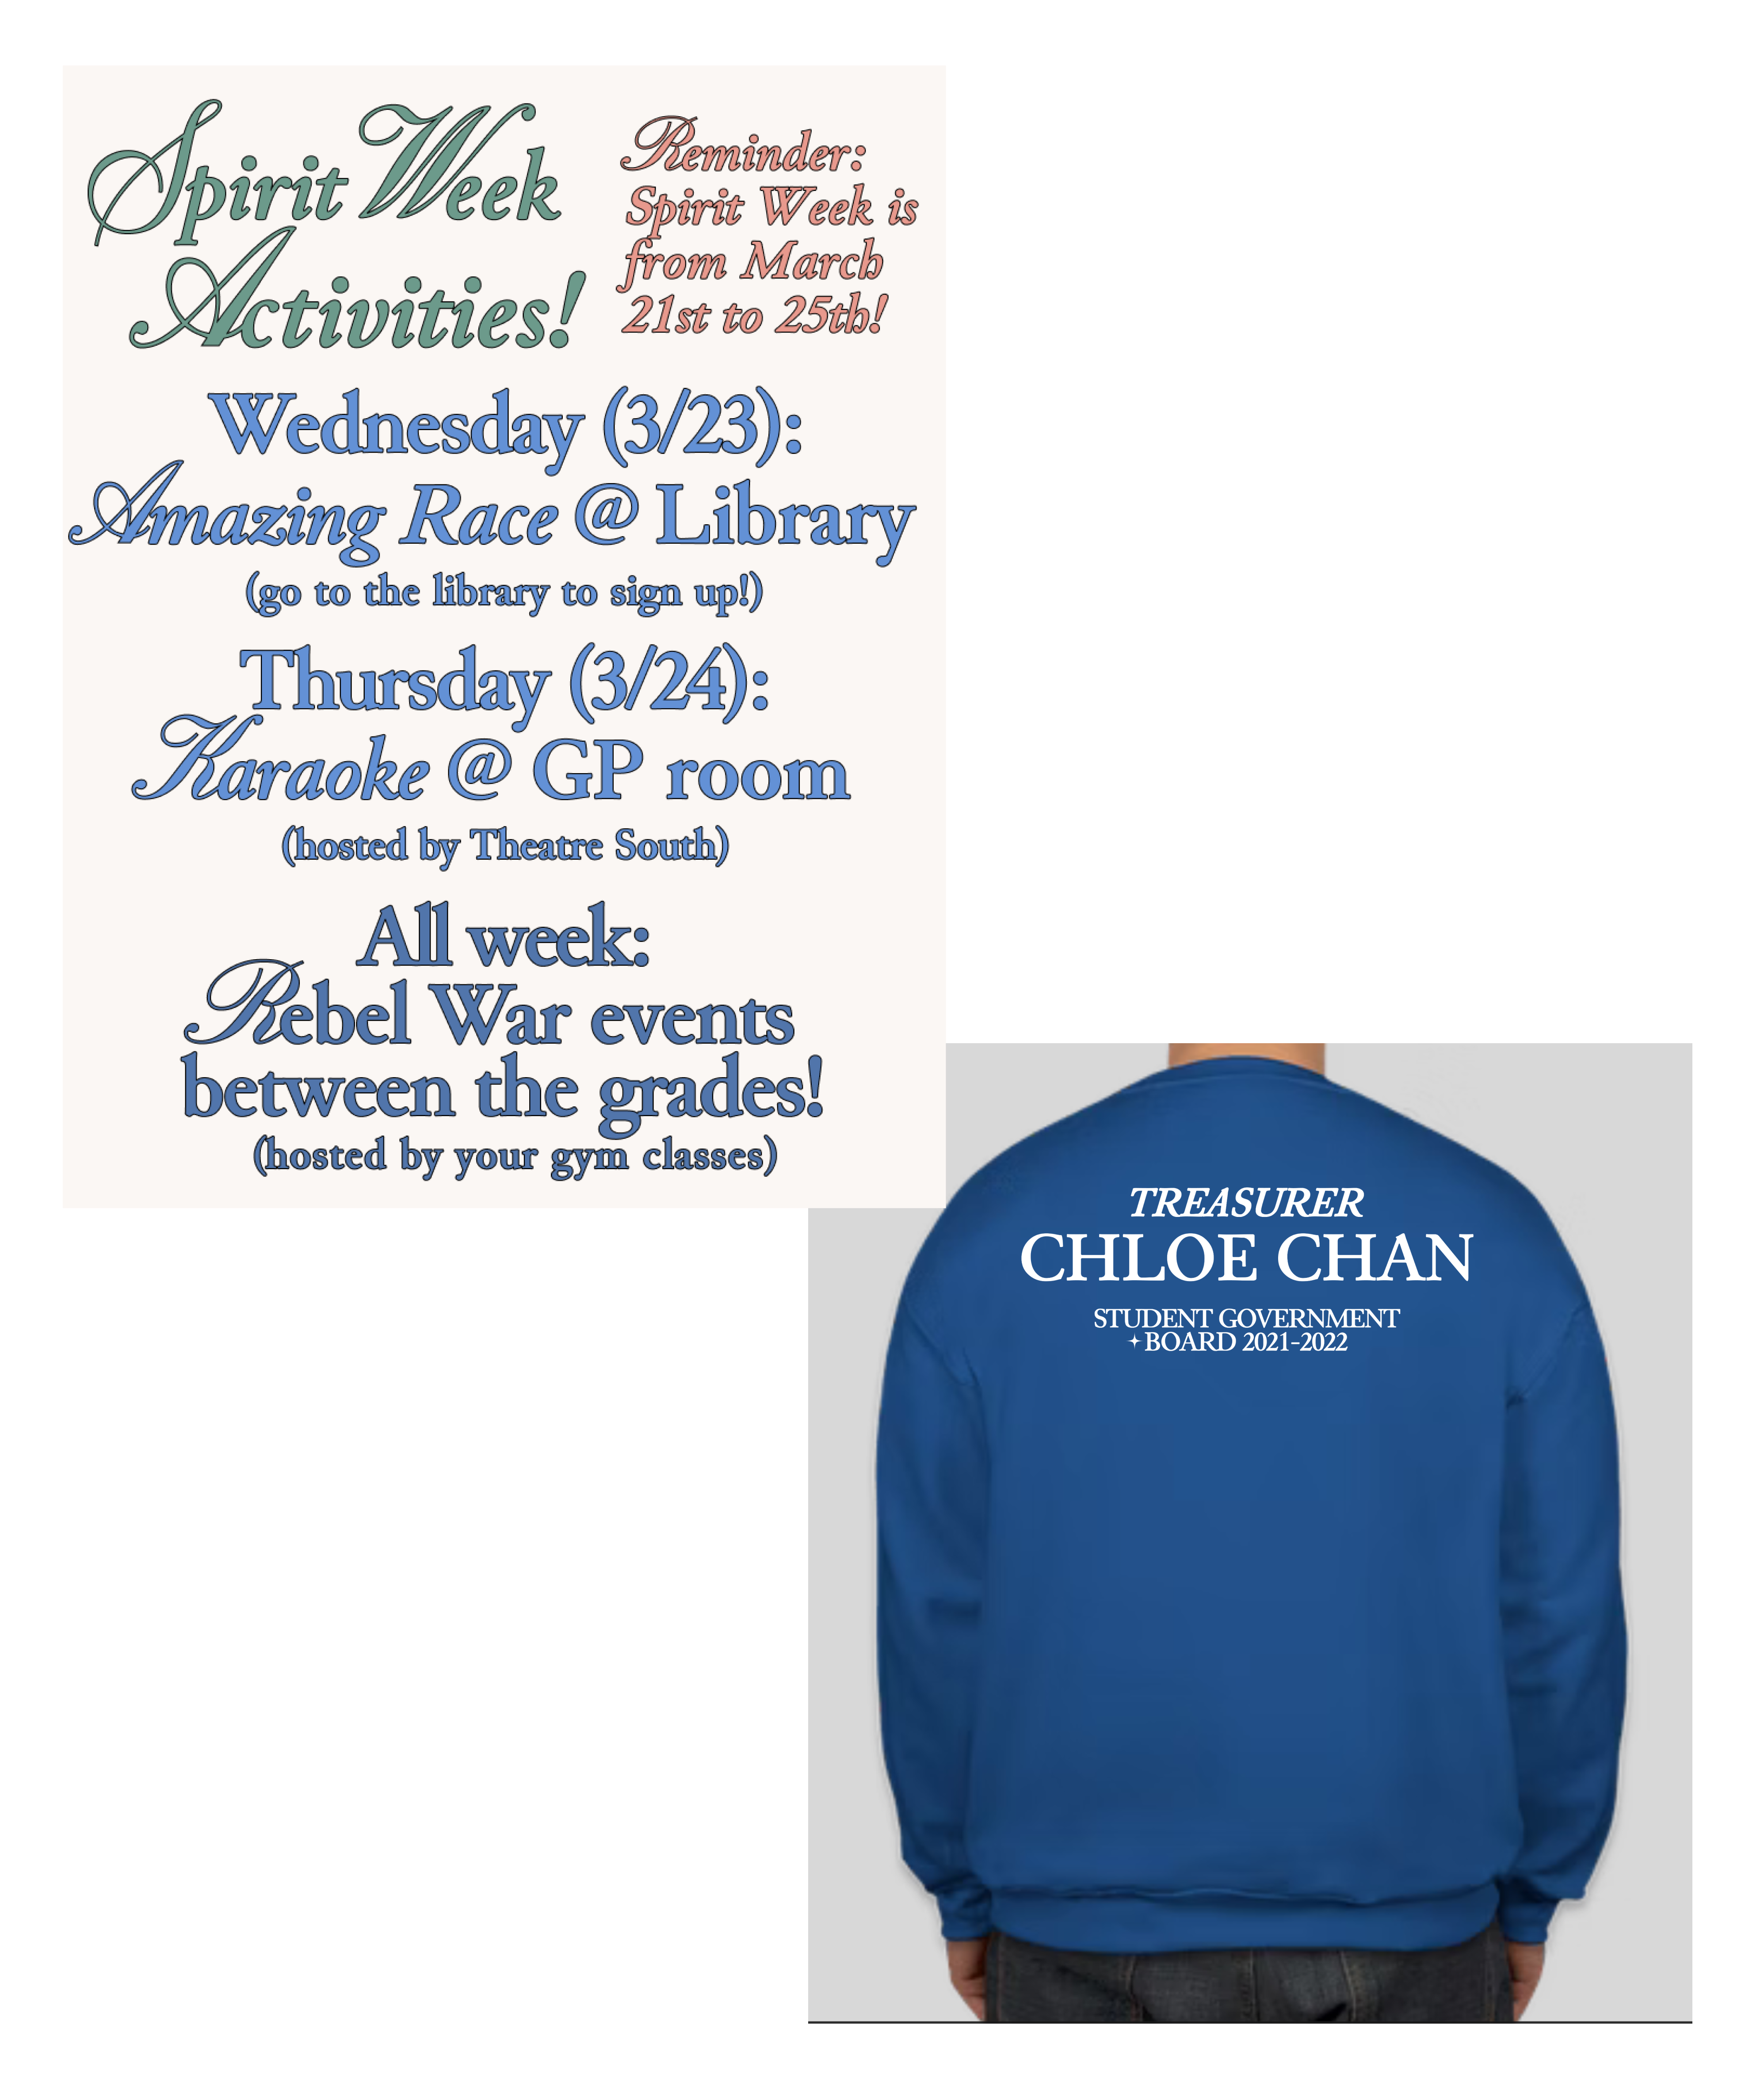 Spirit Week
Activities!
Reminder:
Spirit Week is
from March
21st to 25th!
Wednesday (3/23):
Amazing Race @ Library
(go to the library to sign up!)
Thursday (3/24):
Karaoke @ GP room
(hosted by Theatre South)
All week:
Rebel War events
between the grades!
(hosted by your gym classes)
TREASURER
CHLOE CHAN
STUDENT GOVERNMENT
BOARD 2021-2022